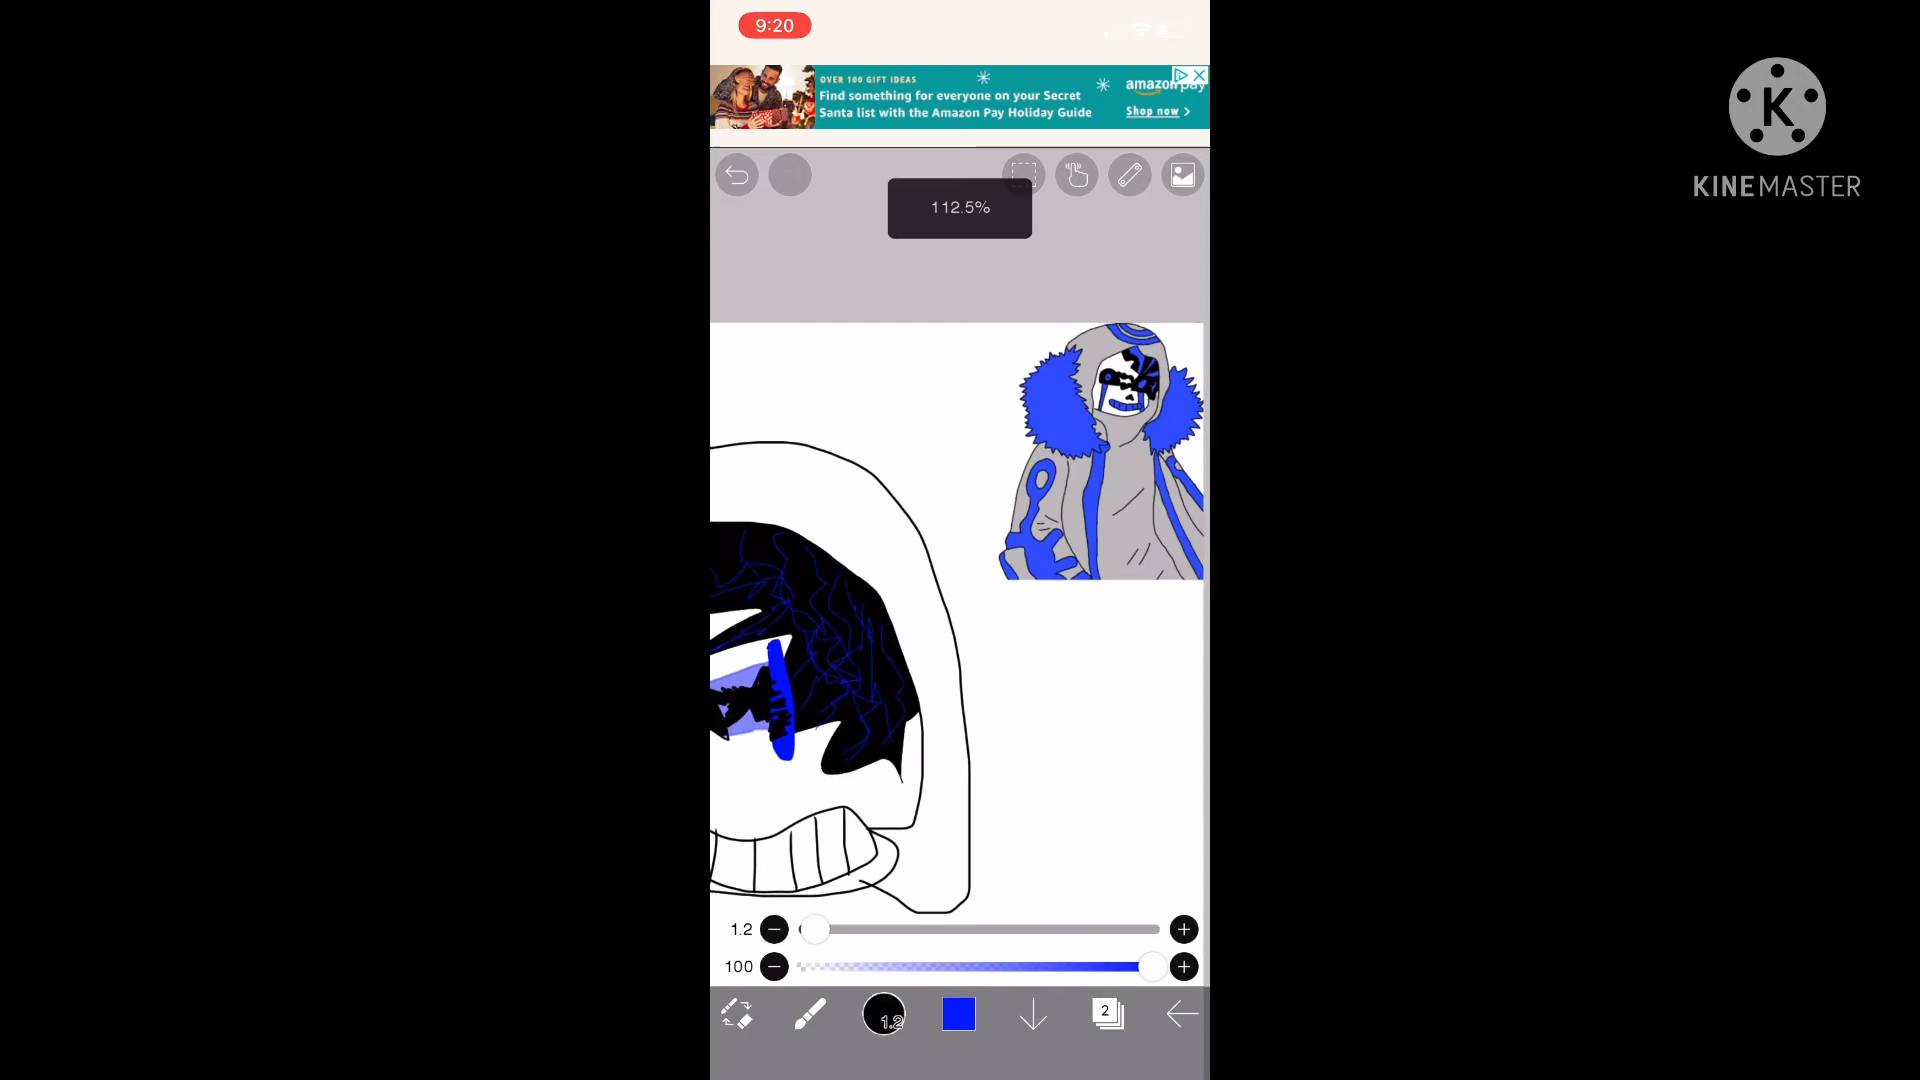 9:20
OVER 100 GIFT IDEAS
Find something for everyone on your Secret
Santa list with the Amazon Pay Holiday Guide
amazon pay
Shop now >
K
KINEMASTER
112.5%
1.2
100
1.2
2